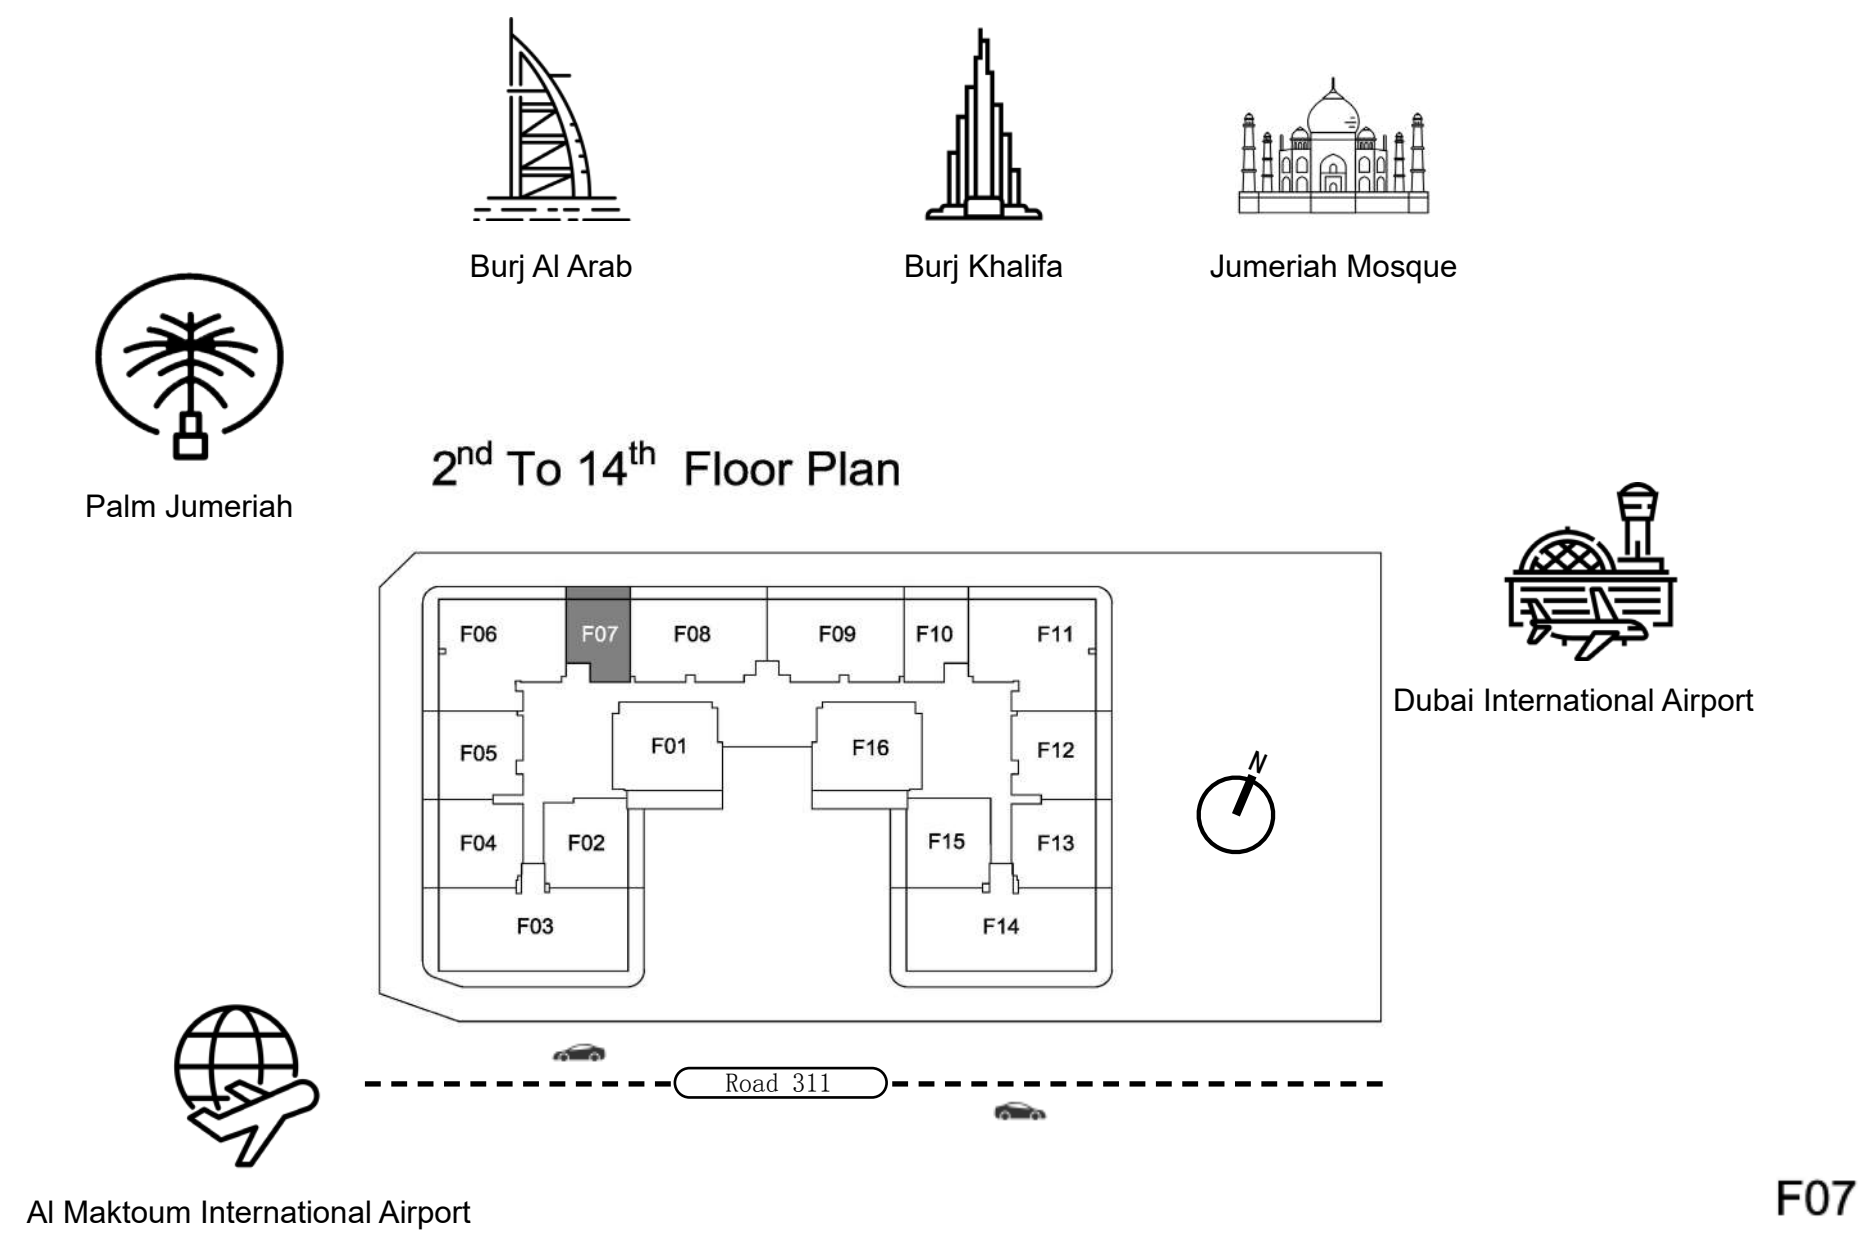 Burj Al Arab
Burj Khalifa
Jumeriah Mosque
Palm Jumeriah
2nd To 14th Floor Plan
Dubai International Airport
F06
F07
F08
F09
F10
F11
F05
F01
F16
F12
N
F04
F02
F15
F13
F03
F14
Road 311
Al Maktoum International Airport
F07